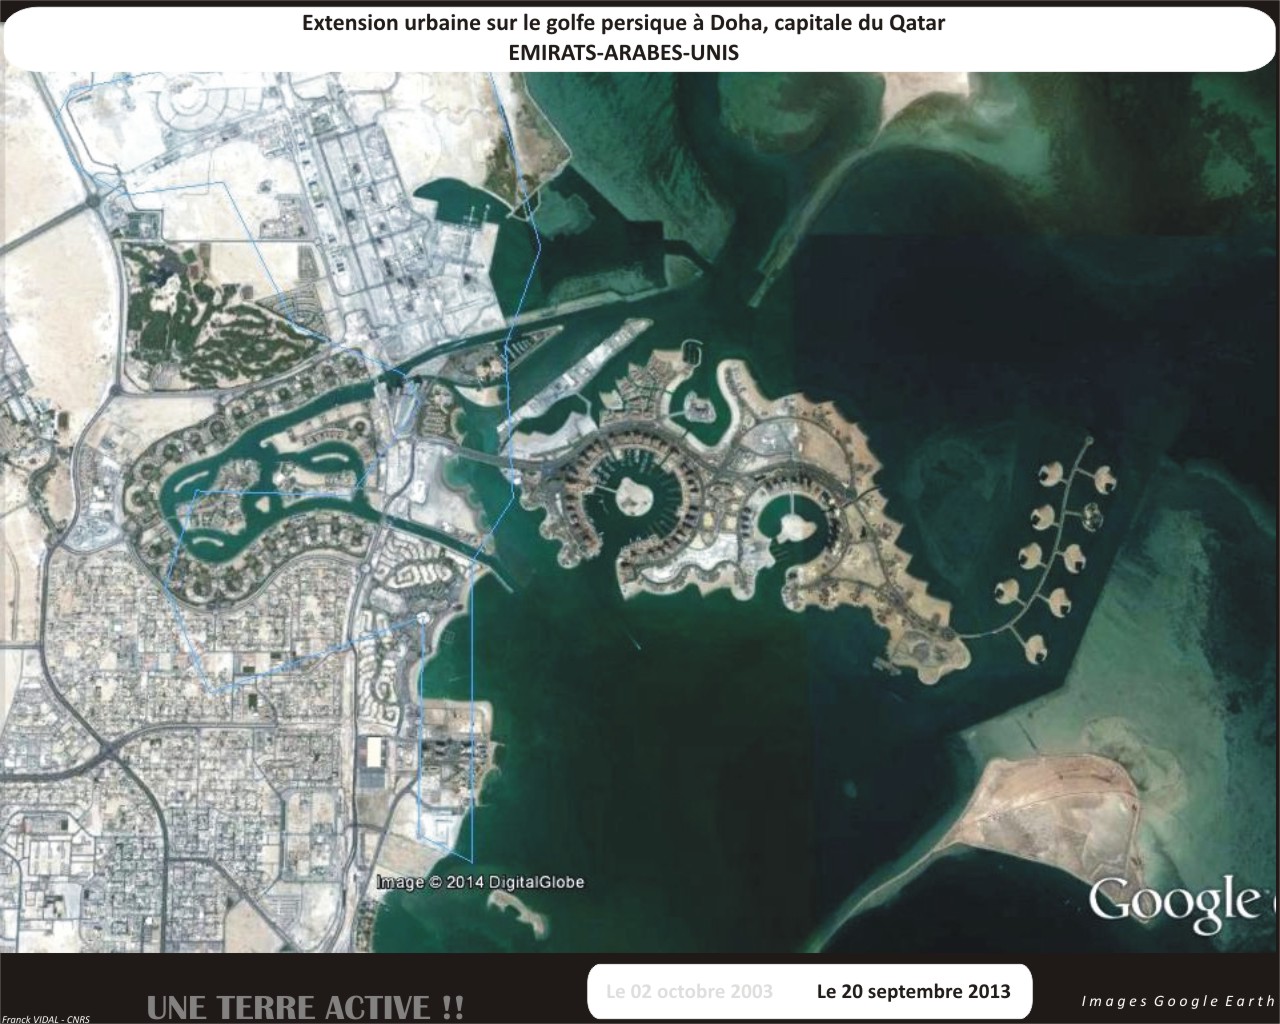 Extension urbaine sur le golfe persique à Doha, capitale du Qatar
EMIRATS-ARABES-UNIS
Image © 2014 DigitalGlobe
Google
Le 02 octobre 2003 Le 20 septembre 2013
UNE TERRE ACTIVE !!
Images Google Earth
Franck VIDAL - CNRS